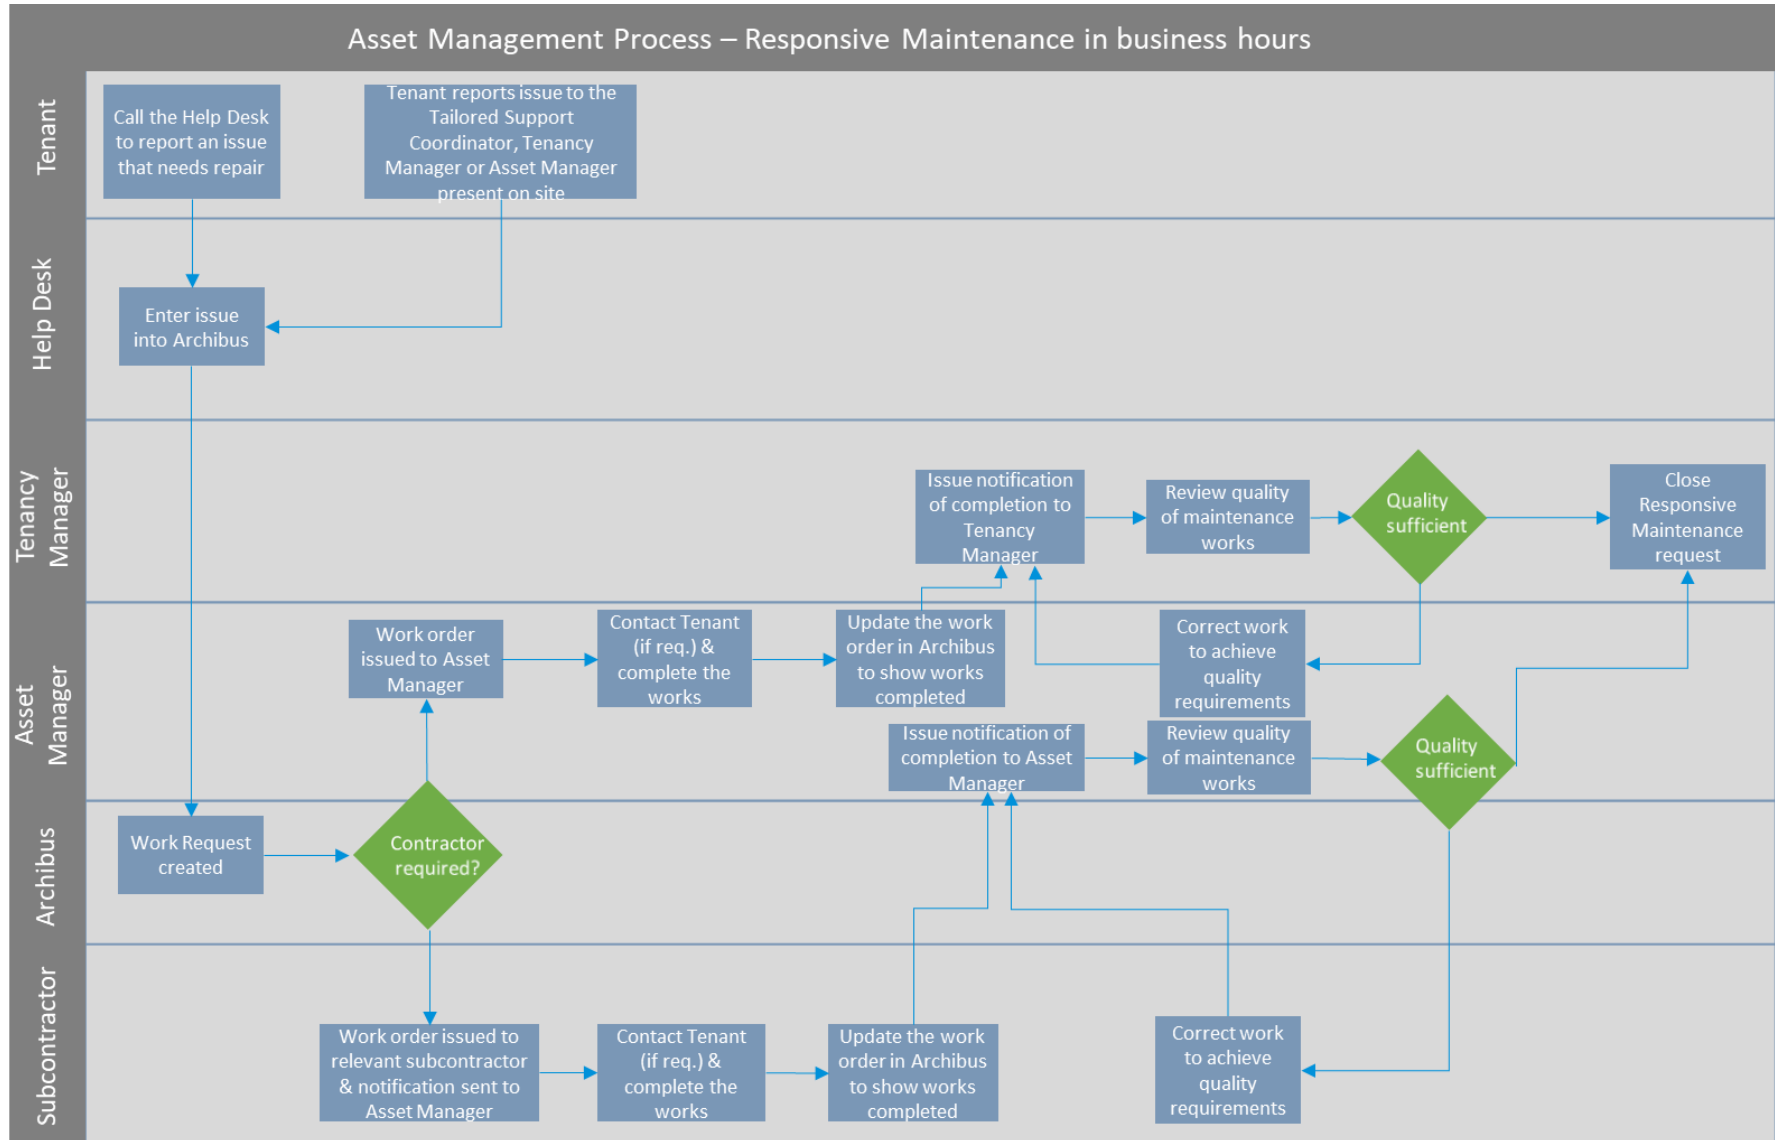 Asset Management Process – Responsive Maintenance in business hours
Tenant
Call the Help Desk
to report an issue
that needs repair
Tenant reports issue to the
Tailored Support
Coordinator, Tenancy
Manager or Asset Manager
present on site
Help Desk
Enter issue
into Archibus
Tenancy
Manager
Issue notification
of completion to
Tenancy
Manager
Review quality
of maintenance
works
Quality
sufficient
Close
Responsive
Maintenance
request
Asset
Manager
Work order
issued to Asset
Manager
Contact Tenant
(if req.) &
complete the
works
Update the work
order in Archibus
to show works
completed
Correct work
to achieve
quality
requirements
Issue notification of
completion to Asset
Manager
Review quality
of maintenance
works
Quality
sufficient
Archibus
Work Request
created
Contractor
required?
Subcontractor
Work order issued to
relevant subcontractor
& notification sent to
Asset Manager
Contact Tenant
(if req.) &
complete the
works
Update the work
order in Archibus
to show works
completed
Correct work
to achieve
quality
requirements